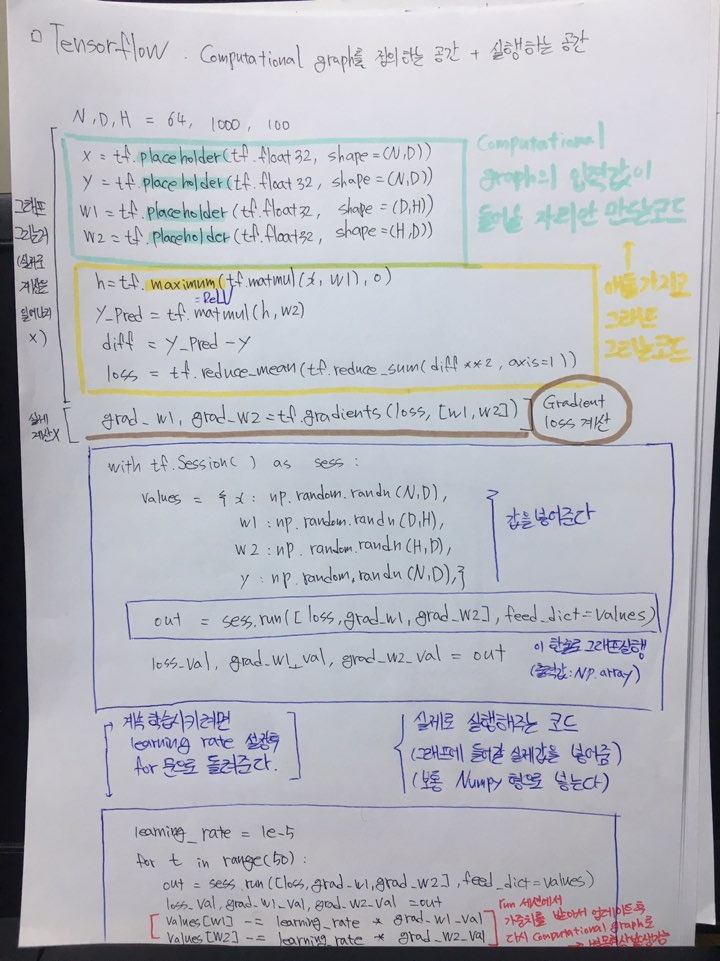 □ Tensorflow : Computational graph를 정의하는 공간 + 실행하는 공간
N, D, H = 64, 1000, 100
x = tf.placeholder(tf.float32, shape=(N,D))
y = tf.placeholder(tf.float32, shape=(N,D))
w1 = tf.placeholder(tf.float32, shape=(D,H))
w2 = tf.placeholder(tf.float32, shape=(H,D))
Computational
graph의 입력값이
들어올 자리만 만드는코드
그래프
그리는거
(실제로
계산은
일어나지
X)
h = tf.maximum(tf.matmul(x, w1), 0)
=ReLU
y_pred = tf.matmul(h, w2)
diff = y_pred - y
loss = tf.reduce_mean(tf.reduce_sum(diff**2, axis=1))
↑
얘들가지고
그래프
그리는코드
실제
계산X
grad_w1, grad_w2 = tf.gradients(loss, [w1, w2])
Gradient
loss 계산
with tf.Session( ) as sess :
values = { x : np.random.randn(N,D),
w1 : np.random.randn(D,H),
w2 : np.random.randn(H,D),
y : np.random.randn(N,D),}
값을 넣어준다
out = sess.run([loss, grad_w1, grad_w2], feed_dict=values)
loss_val, grad_w1_val, grad_w2_val = out
이 한줄로 그래프실행
(출력값: Np.array)
계속 학습시키려면
learning rate 설정후
for 문으로 돌려준다.
실제로 실행해주는 코드
(그래프에 들어갈 실제값을 넣어줌)
(보통 Numpy 형으로 넣는다)
learning_rate = 1e-5
for t in range(50) :
out = sess.run([loss, grad_w1, grad_w2], feed_dict=values)
loss_val, grad_w1_val, grad_w2_val = out
values[w1] -= learning_rate * grad_w1_val
values[w2] -= learning_rate * grad_w2_val
run 세션에서
가중치를 받아서 업데이트 후
다시 Computational graph로